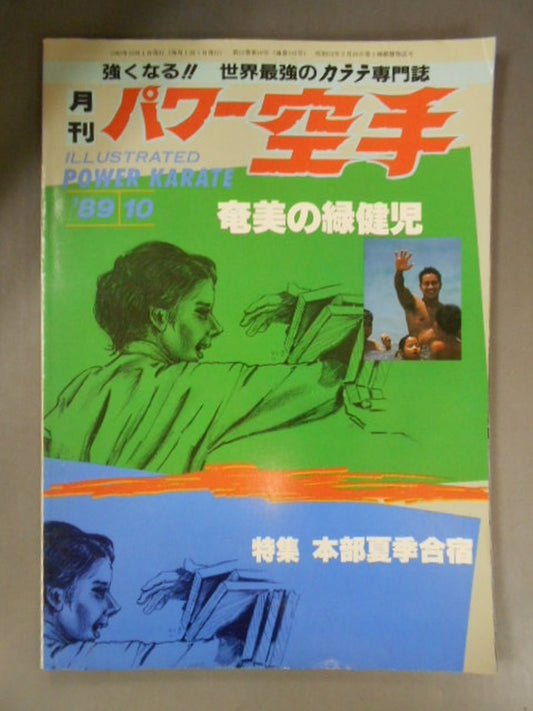 強くなる!! 世界最強のカラテ専門誌
月刊 パワー空手
ILLUSTRATED
POWER KARATE
'89 10
奄美の緑健児
特集 本部夏季合宿